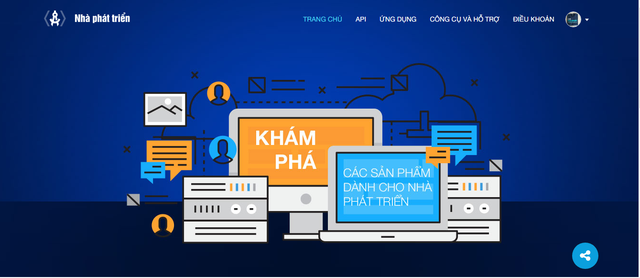 Nhà phát triển
TRANG CHỦ API ỨNG DỤNG CÔNG CỤ VÀ HỖ TRỢ ĐIỀU KHOẢN
KHÁM
PHÁ
CÁC SẢN PHẨM
DÀNH CHO NHÀ
PHÁT TRIỂN